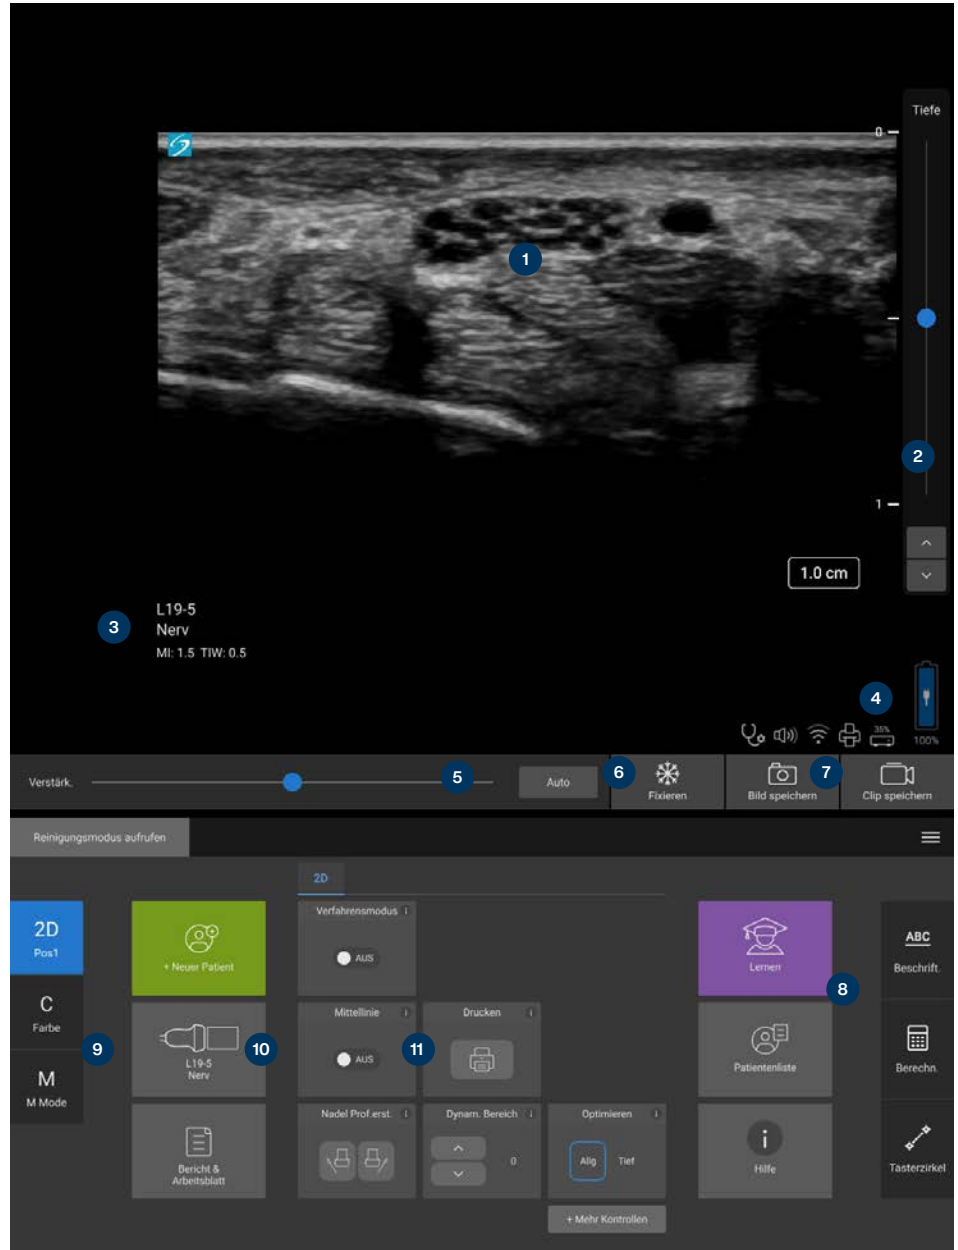 Tiefe
0
1
2
1
1.0 cm
L19-5
3
Nerv
MI: 1.5 TIW: 0.5
4
35%
100%
Verstärk.
5
Auto
6
Fixieren
7
Bild speichern
Clip speichern
Reinigungsmodus aufrufen
2D
2D
Pos1
C
Farbe
9
M
M Mode
+ Neuer Patient
L19-5
Nerv
10
Bericht &
Arbeitsblatt
Verfahrensmodus i
AUS
Mittellinie i
AUS
11
Drucken i
Nadel Prof.erst. i
Dynam. Bereich i
0
Optimieren i
Allg Tief
+ Mehr Kontrollen
Lernen
8
Patientenliste
i
Hilfe
ABC
Beschrift.
Berechn.
Tasterzirkel